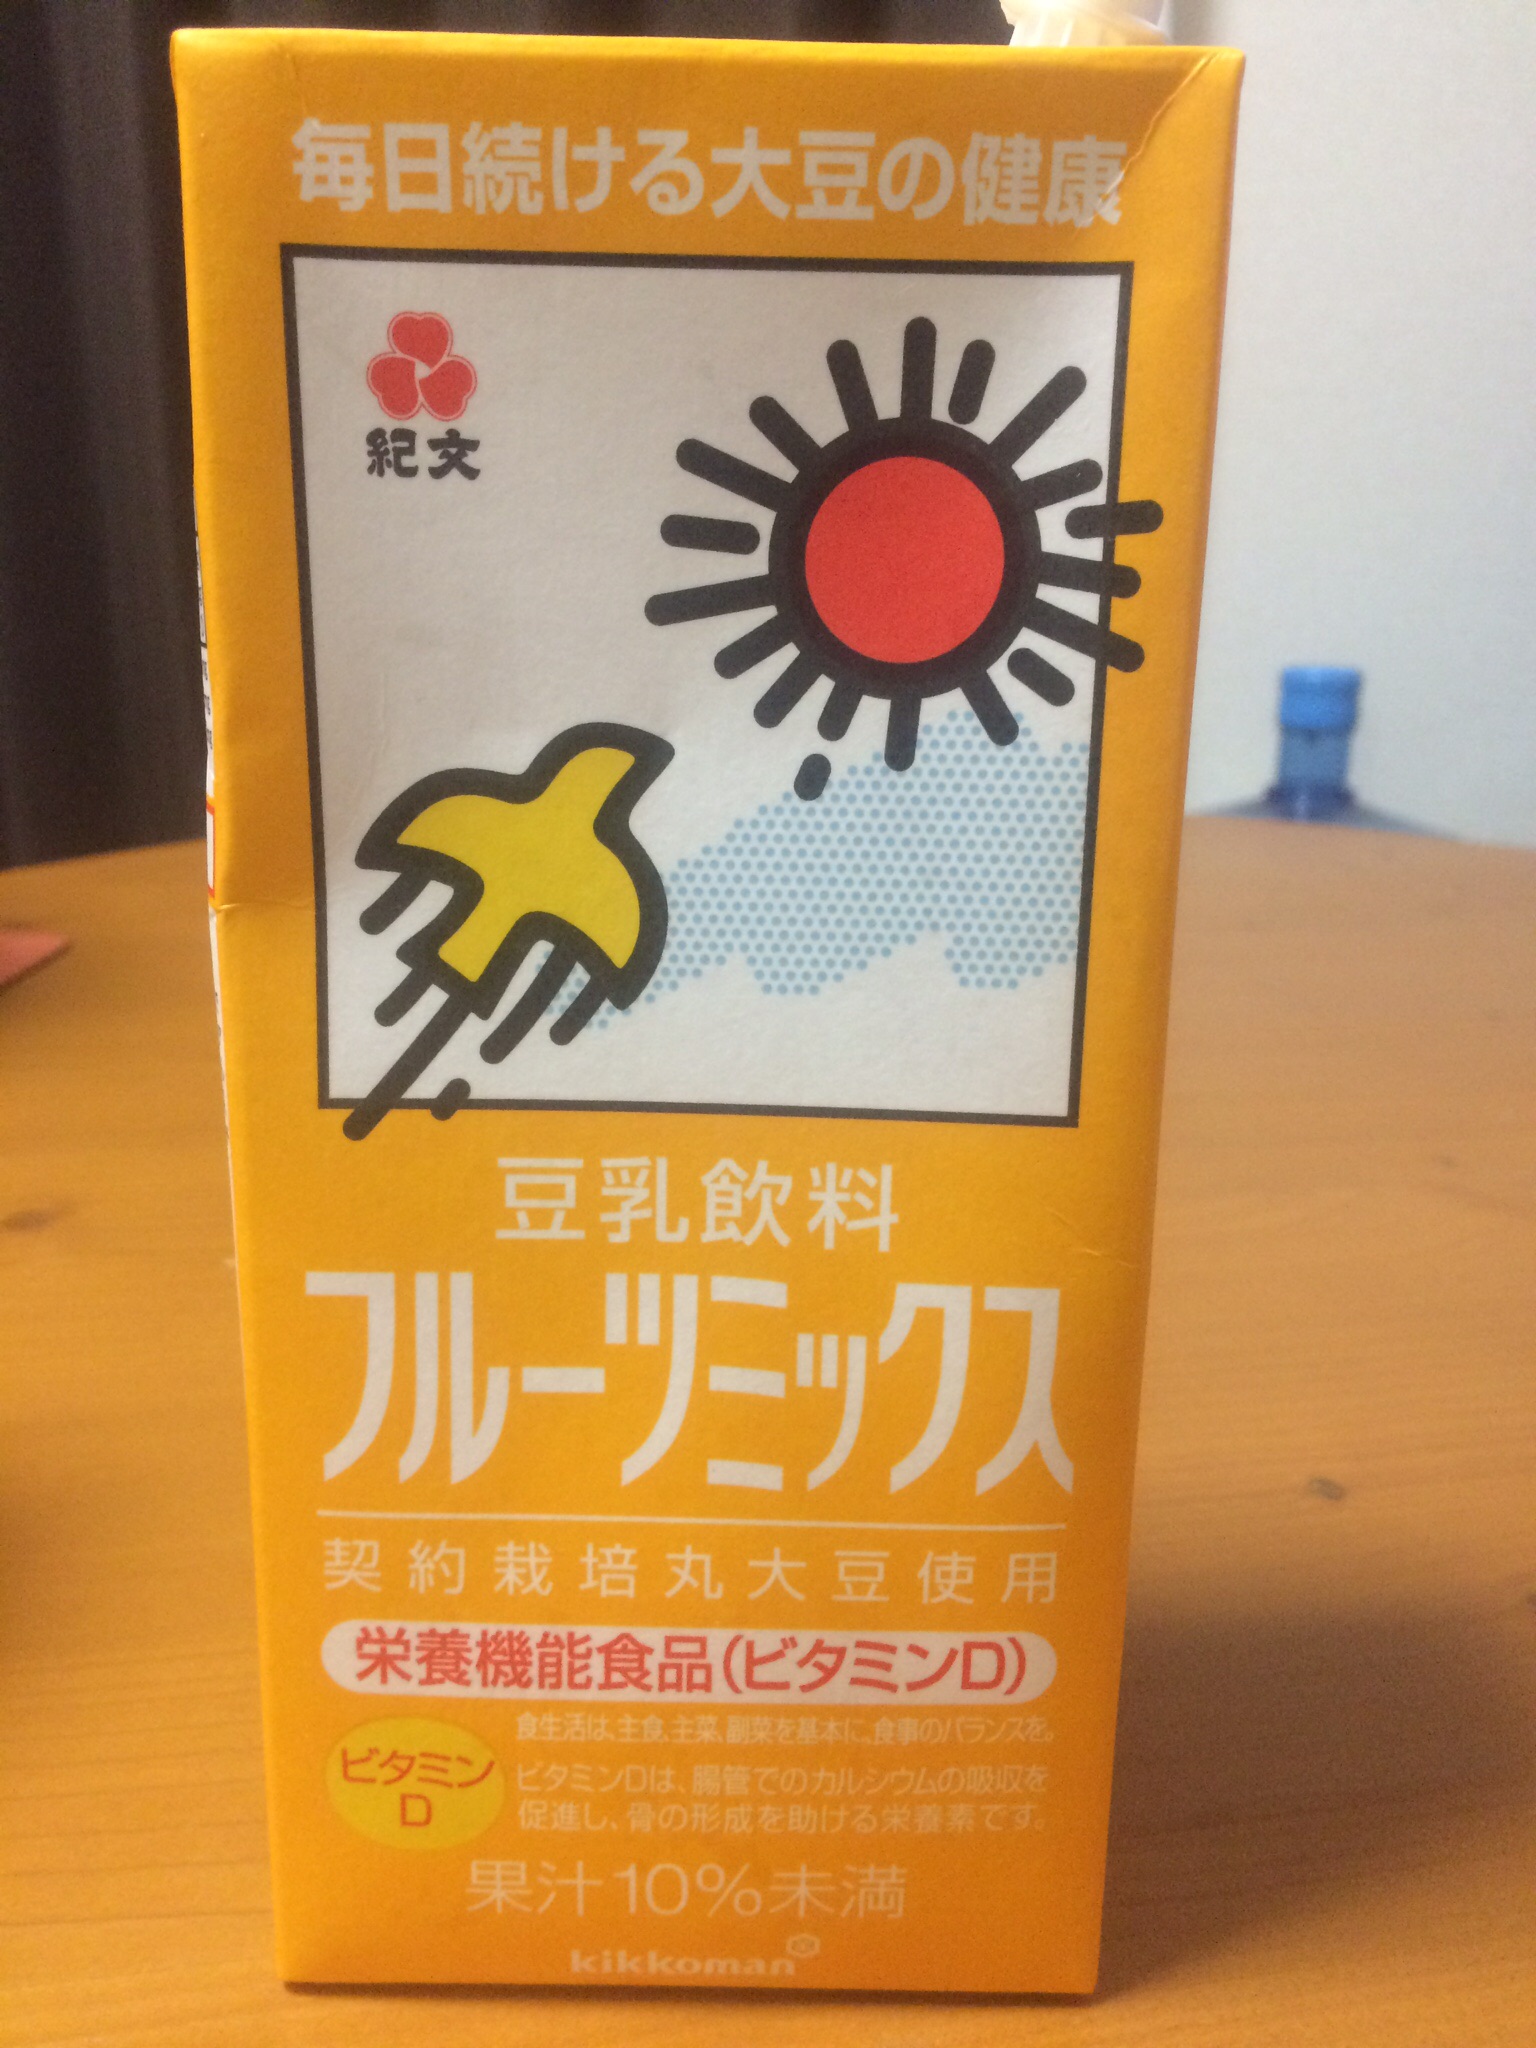 毎日続ける大豆の健康
紀文
豆乳飲料
フルーツミックス
契約栽培丸大豆使用
栄養機能食品(ビタミンD)
ビタミン
D
食生活は、主食、主菜、副菜を基本に、食事のバランスを。
ビタミンDは、腸管でのカルシウムの吸収を
促進し、骨の形成を助ける栄養素です。
果汁10%未満
kikkoman